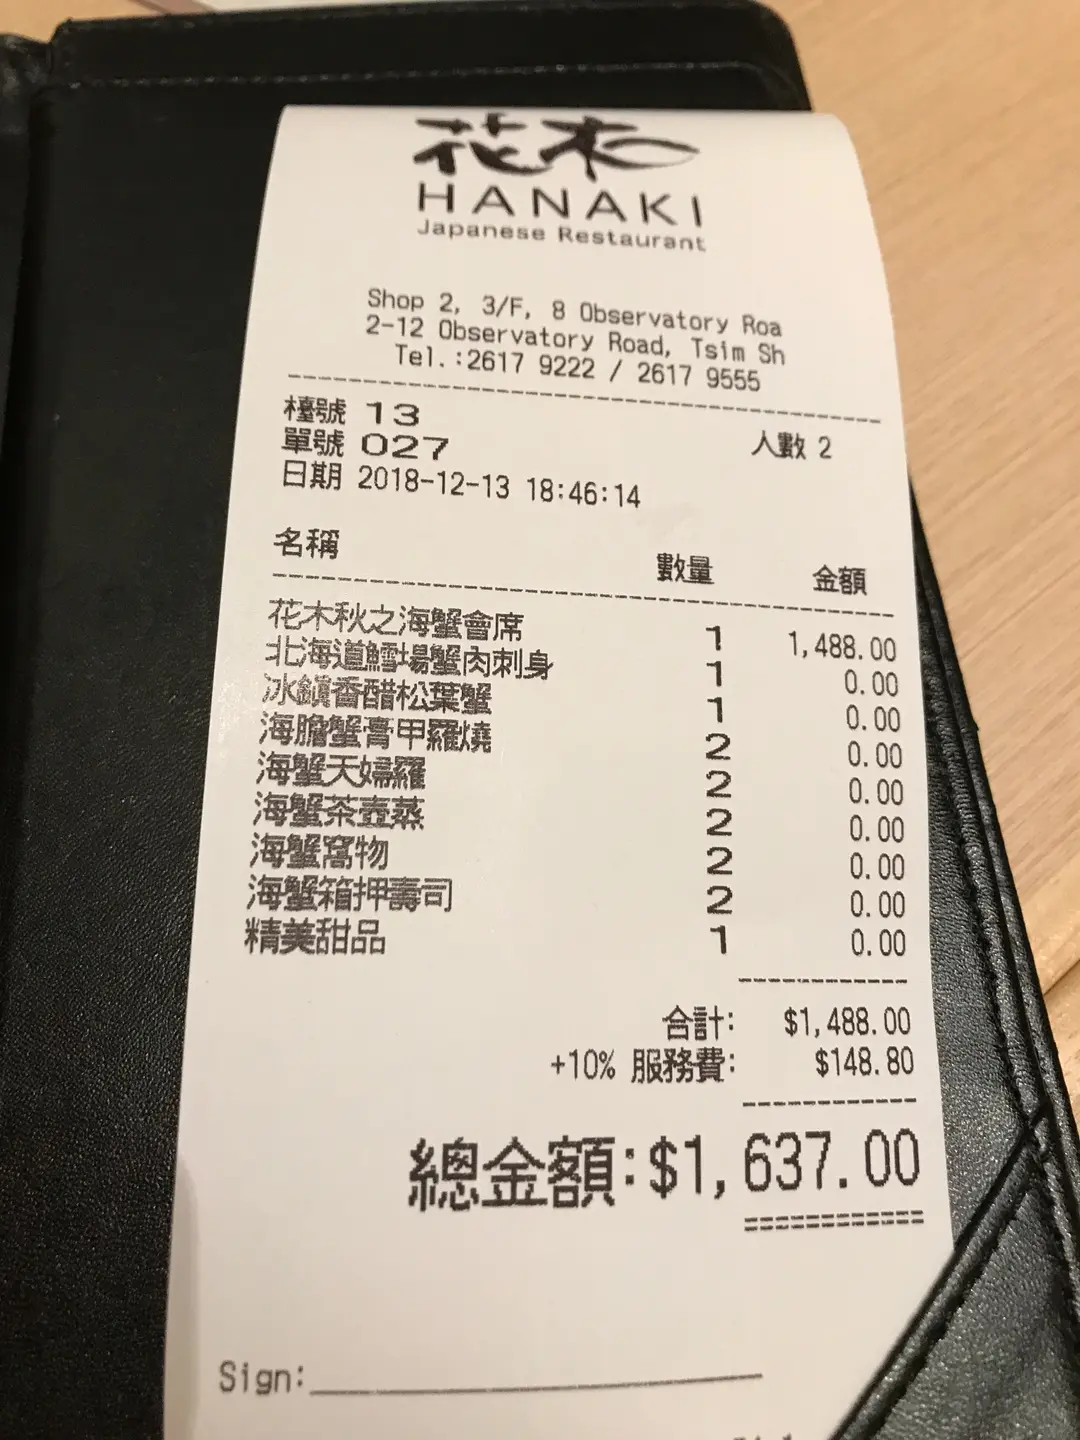 花木
HANAKI
Japanese Restaurant
Shop 2, 3/F, 8 Observatory Roa
2-12 Observatory Road, Tsim Sh
Tel.:2617 9222 / 2617 9555
檯號 13 人數 2
單號 027
日期 2018-12-13 18:46:14
名稱 數量 金額
花木秋之海蟹會席 1 1,488.00
北海道鱈場蟹肉刺身 1 0.00
冰鎮香醋松葉蟹 1 0.00
海膽蟹膏甲羅燒 2 0.00
海蟹天婦羅 2 0.00
海蟹茶壺蒸 2 0.00
海蟹窩物 2 0.00
海蟹箱押壽司 2 0.00
精美甜品 1 0.00
合計: $1,488.00
+10% 服務費: $148.80
總金額:$1,637.00
Sign: